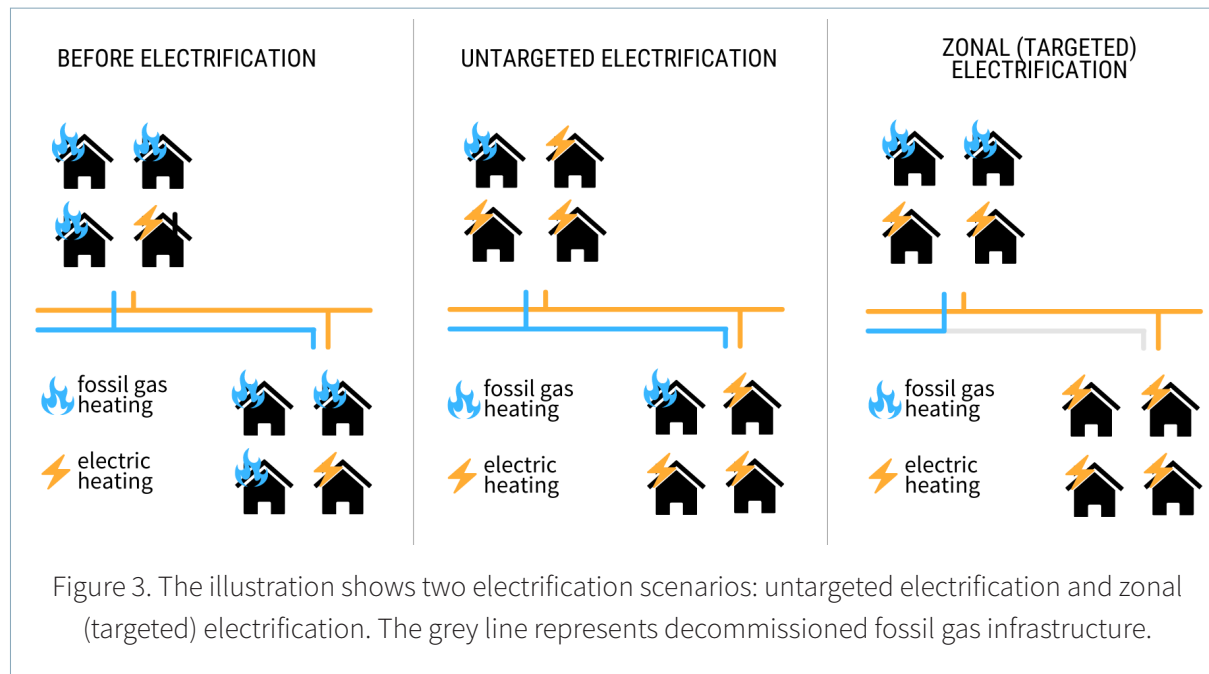 BEFORE ELECTRIFICATION
fossil gas
heating
electric
heating
UNTARGETED ELECTRIFICATION
fossil gas
heating
electric
heating
ZONAL (TARGETED)
ELECTRIFICATION
fossil gas
heating
electric
heating
Figure 3. The illustration shows two electrification scenarios: untargeted electrification and zonal
(targeted) electrification. The grey line represents decommissioned fossil gas infrastructure.